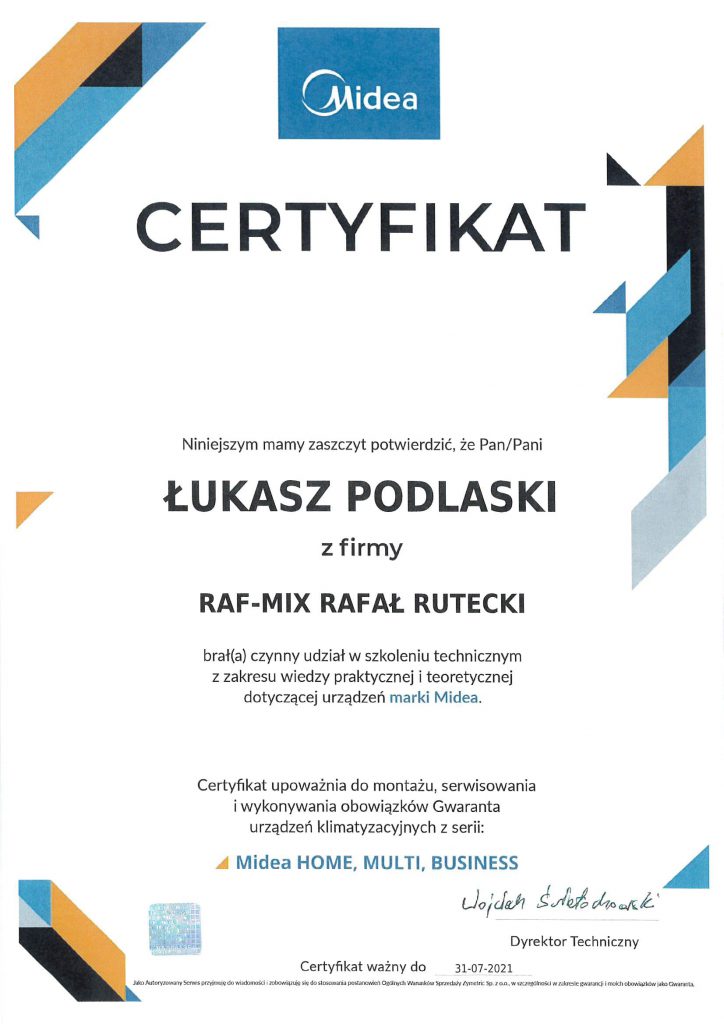 Midea
CERTYFIKAT
Niniejszym mamy zaszczyt potwierdzić, że Pan/Pani
ŁUKASZ PODLASKI
z firmy
RAF-MIX RAFAŁ RUTECKI
brał(a) czynny udział w szkoleniu technicznym
z zakresu wiedzy praktycznej i teoretycznej
dotyczącej urządzeń marki Midea.
Certyfikat upoważnia do montażu, serwisowania
i wykonywania obowiązków Gwaranta
urządzeń klimatyzacyjnych z serii:
Midea HOME, MULTI, BUSINESS
Dyrektor Techniczny
Certyfikat ważny do 31-07-2021
Jako Autoryzowany Serwis przyjmuję do wiadomości i zobowiązuję się do stosowania postanowień Ogólnych Warunków Sprzedaży Zymetric Sp. z o.o., w szczególności w zakresie gwarancji i moich obowiązków jako Gwaranta.